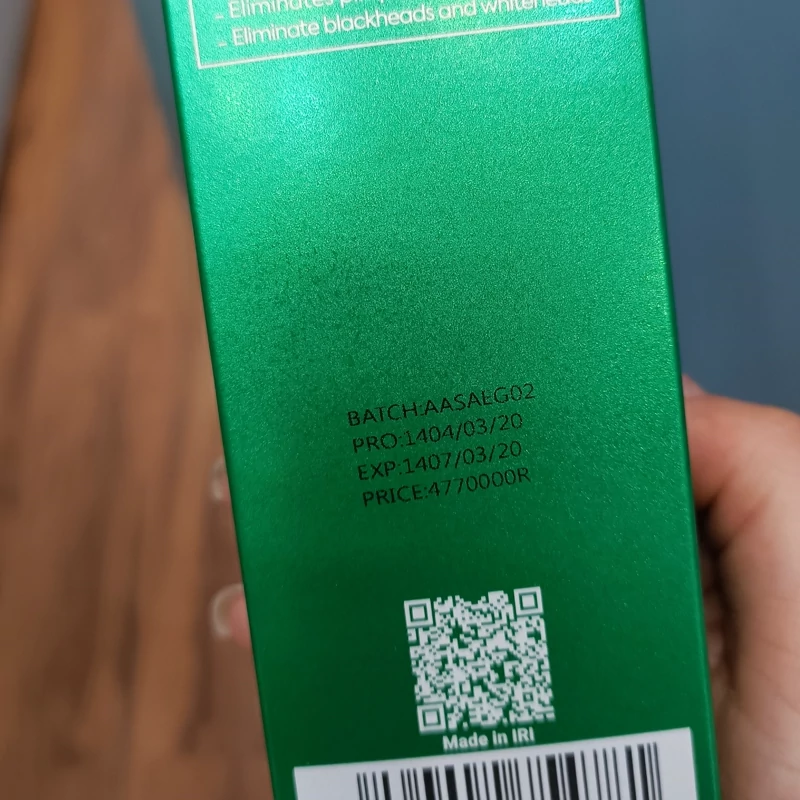 - Eliminates
- Eliminate blackheads and whiteheads
BATCH:AASAEG02
PRO:1404/03/20
EXP:1407/03/20
PRICE:4770000R
Made in IRI